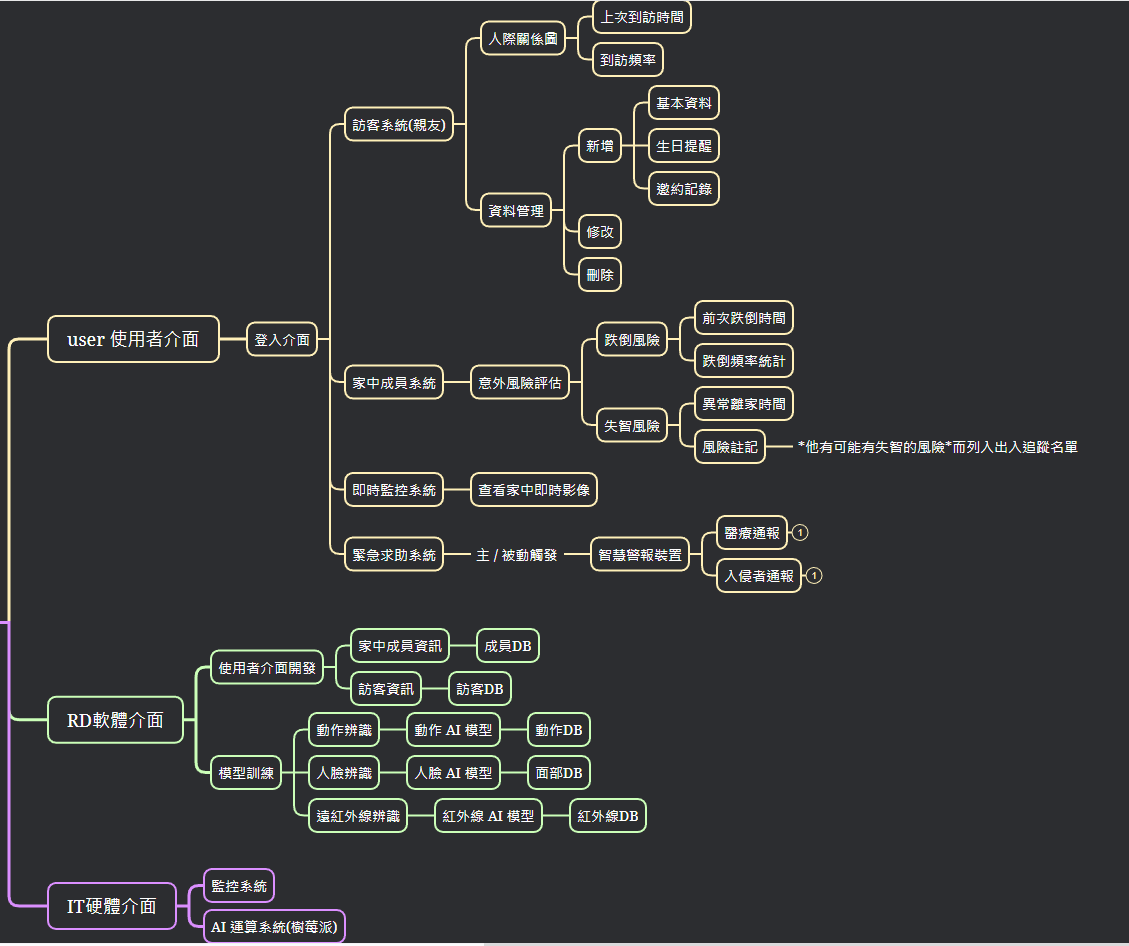 user 使用者介面
登入介面
訪客系統(親友)
人際關係圖
上次到訪時間
到訪頻率
資料管理
新增
基本資料
生日提醒
邀約記錄
修改
刪除
家中成員系統
意外風險評估
跌倒風險
前次跌倒時間
跌倒頻率統計
失智風險
異常離家時間
風險註記
*他有可能有失智的風險*而列入出入追蹤名單
即時監控系統
查看家中即時影像
緊急求助系統
主 / 被動觸發
智慧警報裝置
醫療通報
1
入侵者通報
1
RD軟體介面
使用者介面開發
家中成員資訊
成員DB
訪客資訊
訪客DB
模型訓練
動作辨識
動作 AI 模型
動作DB
人臉辨識
人臉 AI 模型
面部DB
遠紅外線辨識
紅外線 AI 模型
紅外線DB
IT硬體介面
監控系統
AI 運算系統(樹莓派)